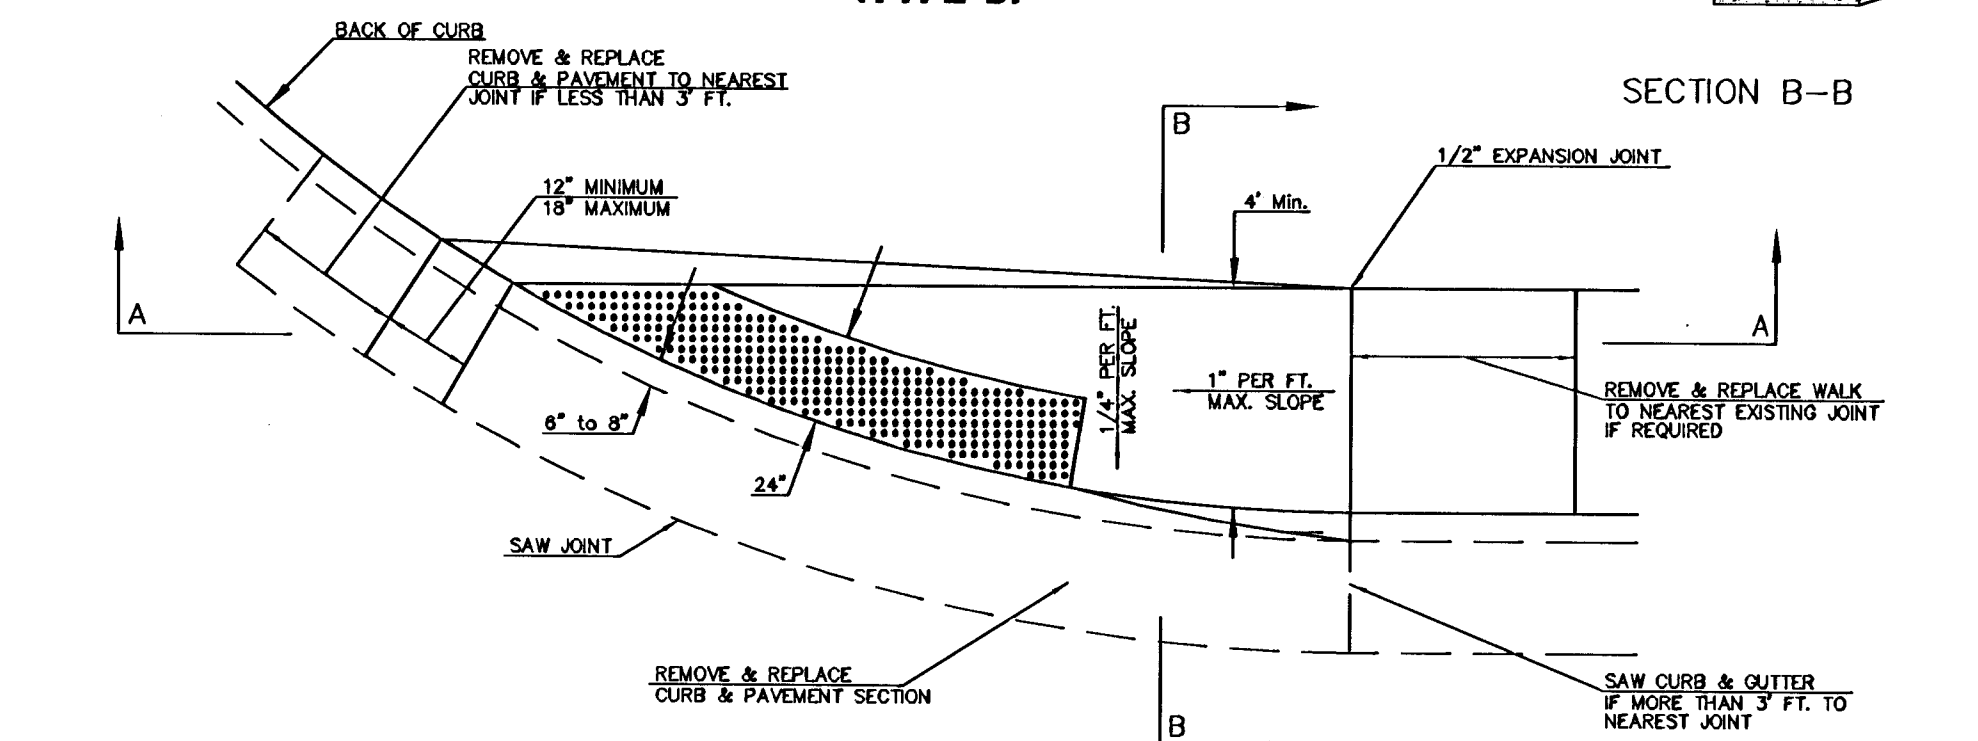 BACK OF CURB
REMOVE & REPLACE
CURB & PAVEMENT TO NEAREST
JOINT IF LESS THAN 3' FT.
SECTION B-B
B
1/2" EXPANSION JOINT
12" MINIMUM
18" MAXIMUM
4' Min.
A
A
1/4" PER FT.
MAX. SLOPE
1" PER FT.
MAX. SLOPE
REMOVE & REPLACE WALK
TO NEAREST EXISTING JOINT
IF REQUIRED
6" to 8"
24"
SAW JOINT
REMOVE & REPLACE
CURB & PAVEMENT SECTION
SAW CURB & GUTTER
IF MORE THAN 3' FT. TO
NEAREST JOINT
B